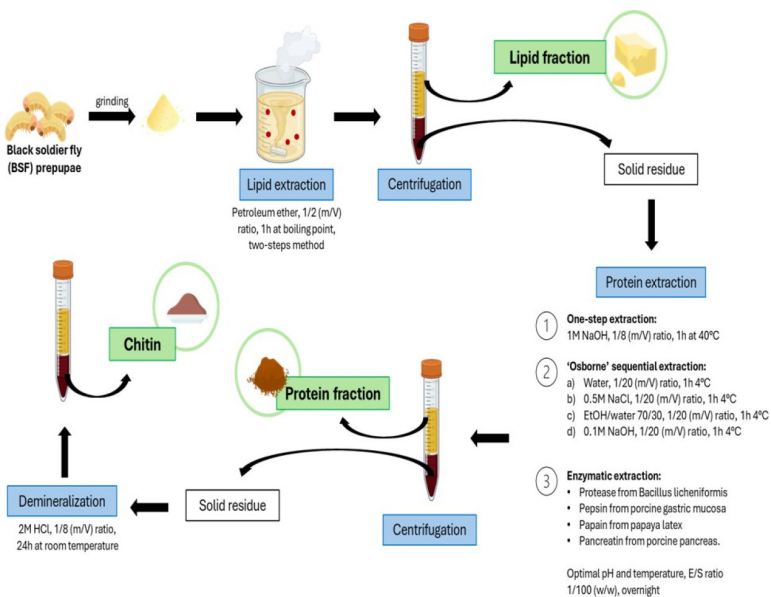 grinding
Black soldier fly
(BSF) prepupae
Lipid extraction
Petroleum ether, 1/2 (m/V)
ratio, 1h at boiling point,
two-steps method
Centrifugation
Lipid fraction
Solid residue
Protein extraction
1
One-step extraction:
1M NaOH, 1/8 (m/V) ratio, 1h at 40ºC
2
‘Osborne’ sequential extraction:
a) Water, 1/20 (m/V) ratio, 1h 4ºC
b) 0.5M NaCl, 1/20 (m/V) ratio, 1h 4ºC
c) EtOH/water 70/30, 1/20 (m/V) ratio, 1h 4ºC
d) 0.1M NaOH, 1/20 (m/V) ratio, 1h 4ºC
3
Enzymatic extraction:
• Protease from Bacillus licheniformis
• Pepsin from porcine gastric mucosa
• Papain from papaya latex
• Pancreatin from porcine pancreas.
Optimal pH and temperature, E/S ratio
1/100 (w/w), overnight
Centrifugation
Protein fraction
Solid residue
Demineralization
2M HCl, 1/8 (m/V) ratio,
24h at room temperature
Chitin